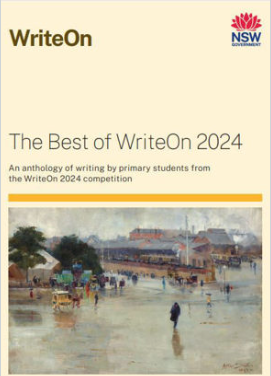 WriteOn
NSW
GOVERNMENT
The Best of WriteOn 2024
An anthology of writing by primary students from
the WriteOn 2024 competition